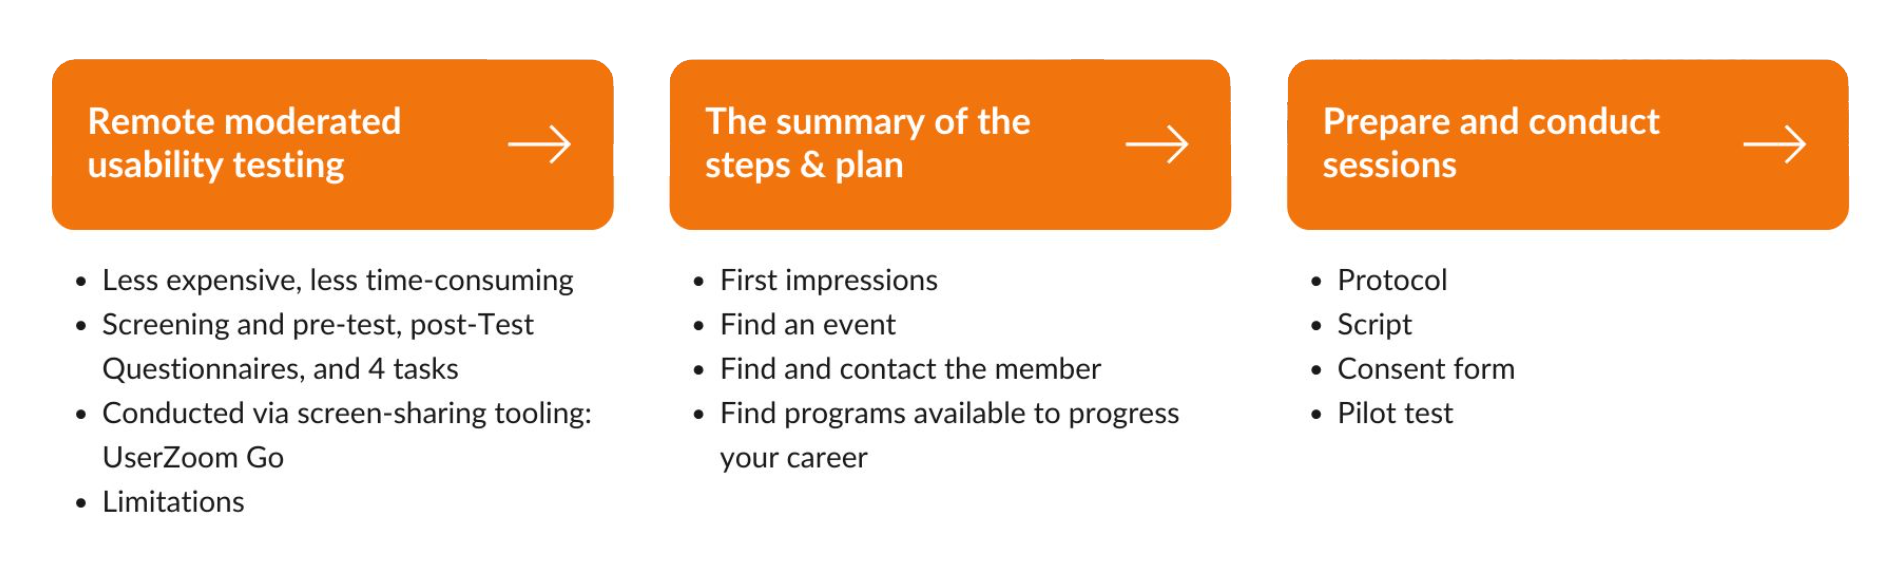 Remote moderated
usability testing
• Less expensive, less time-consuming
• Screening and pre-test, post-Test
Questionnaires, and 4 tasks
• Conducted via screen-sharing tooling:
UserZoom Go
• Limitations
The summary of the
steps & plan
• First impressions
• Find an event
• Find and contact the member
• Find programs available to progress
your career
Prepare and conduct
sessions
• Protocol
• Script
• Consent form
• Pilot test